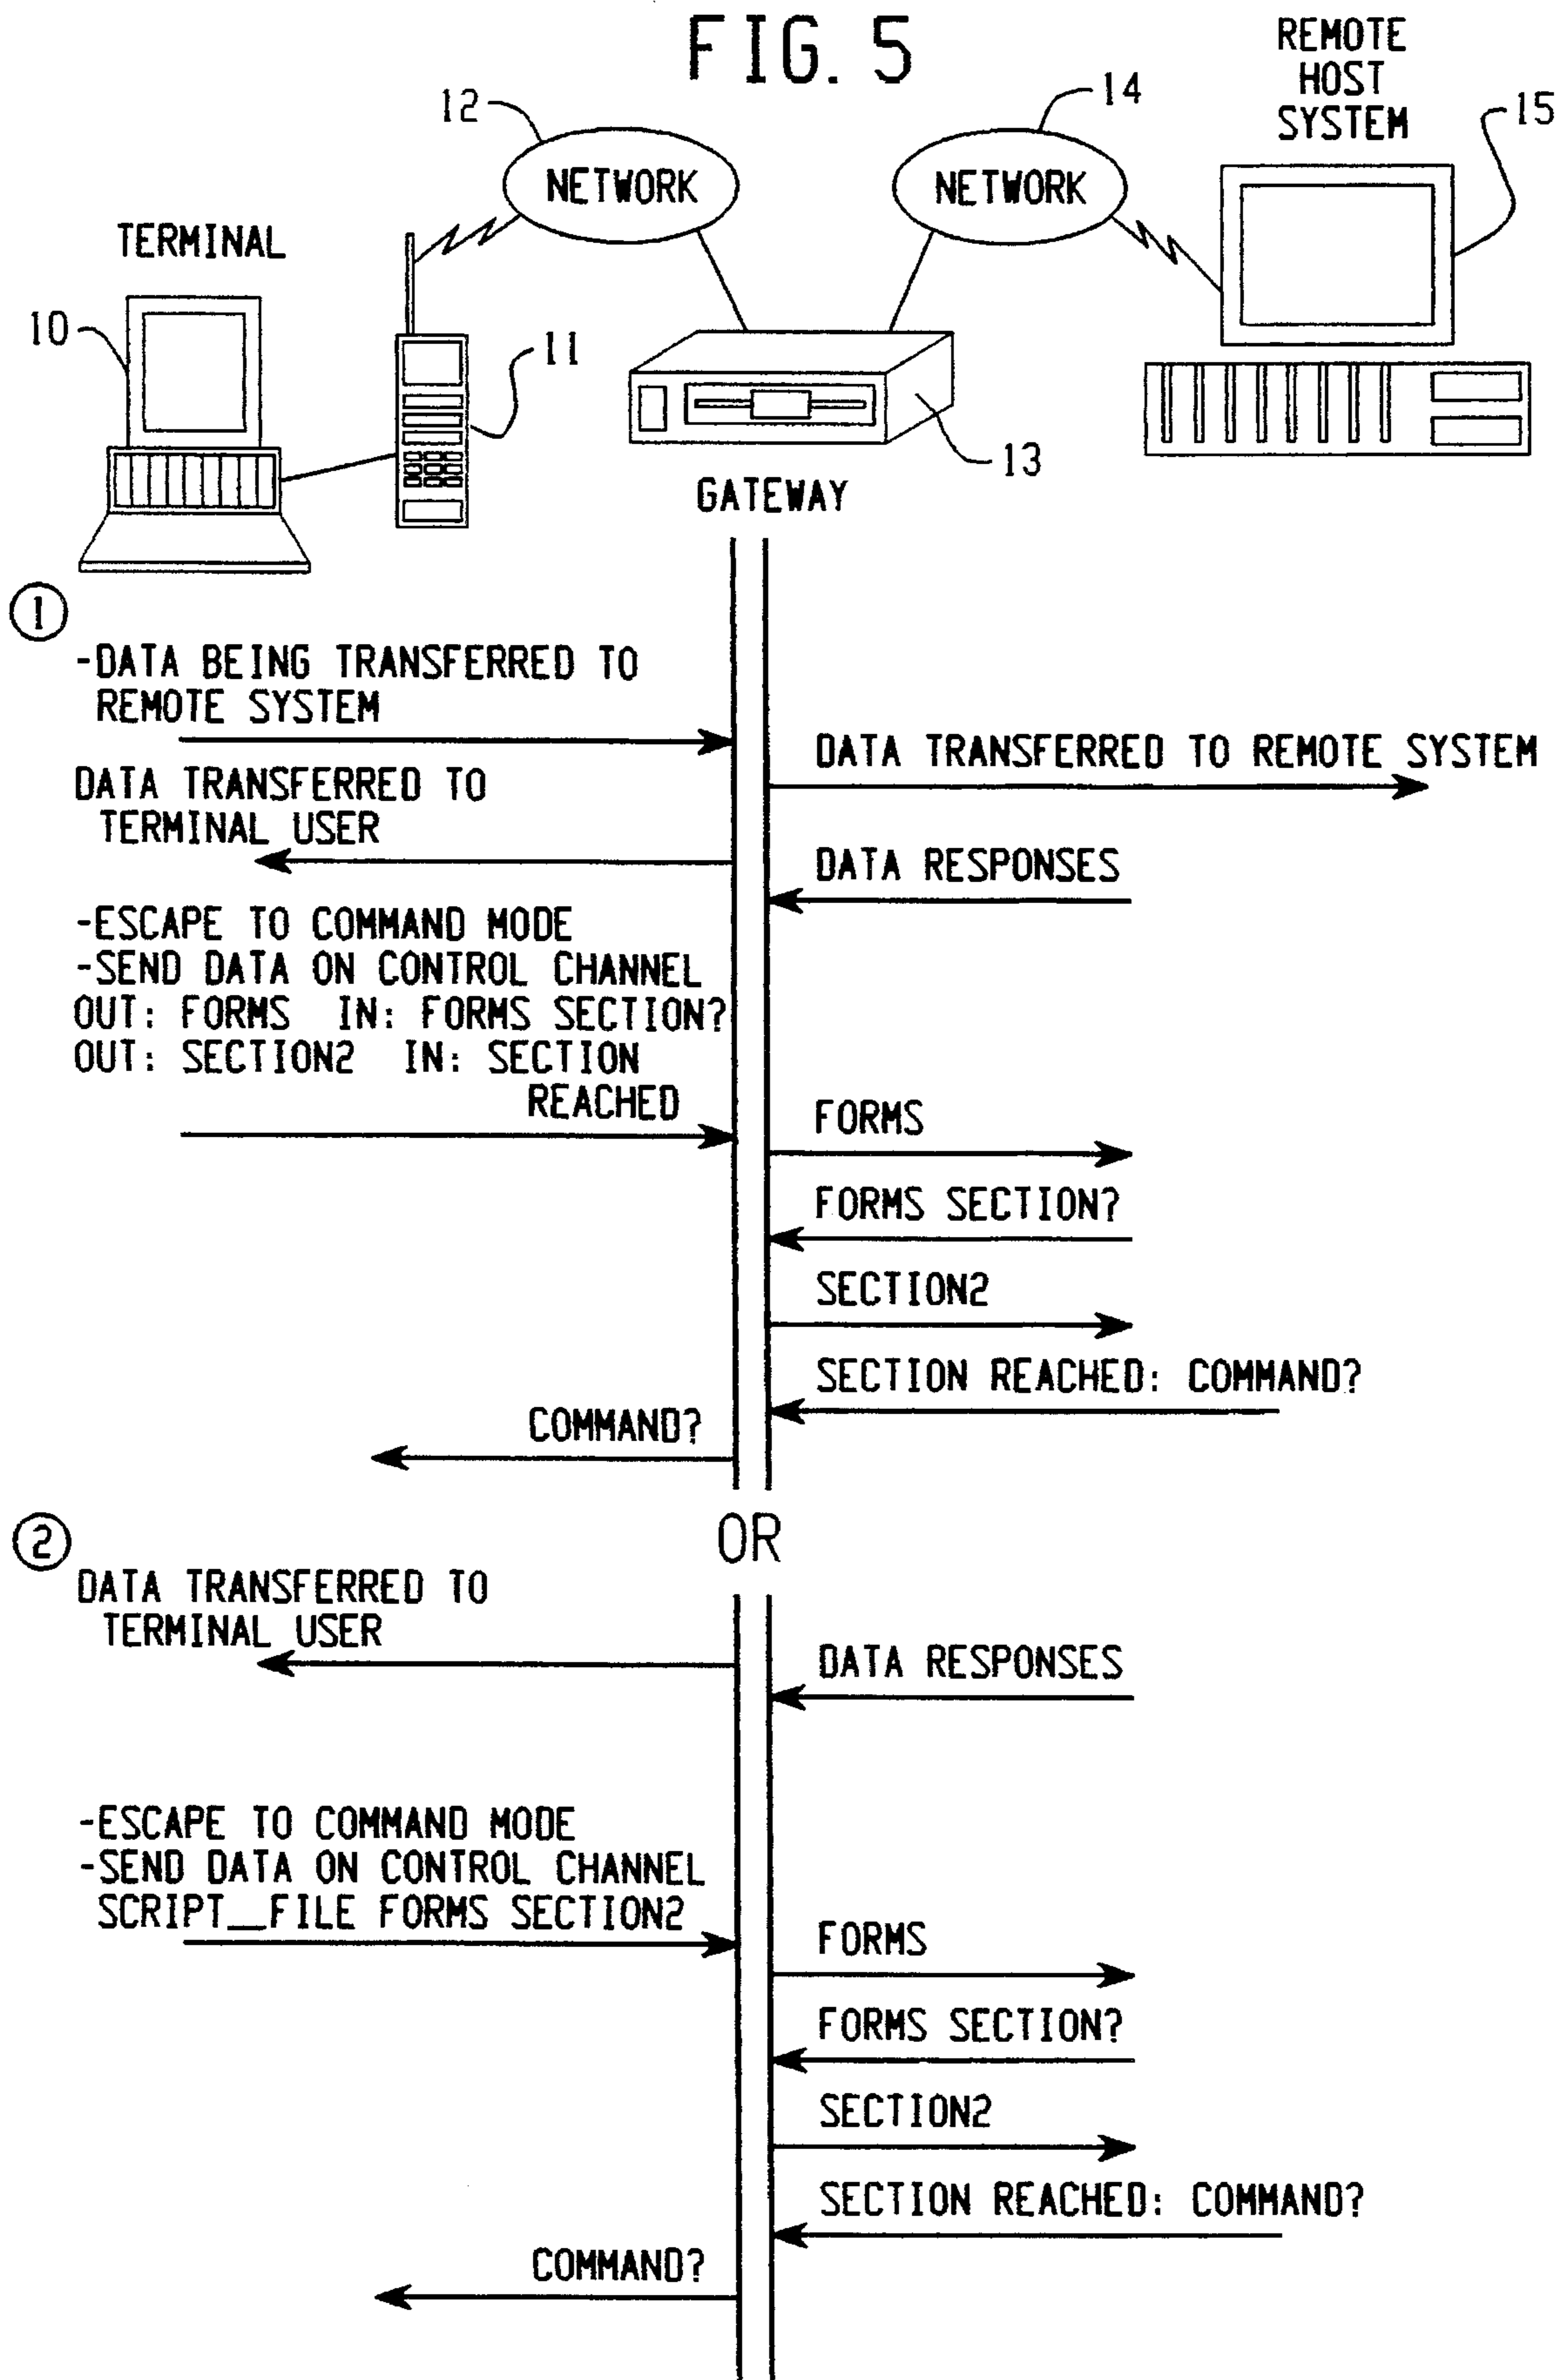 FIG. 5
REMOTE
HOST
SYSTEM
12
14
15
NETWORK
NETWORK
TERMINAL
10
11
13
GATEWAY
1
-DATA BEING TRANSFERRED TO
REMOTE SYSTEM
DATA TRANSFERRED TO REMOTE SYSTEM
DATA TRANSFERRED TO
TERMINAL USER
DATA RESPONSES
-ESCAPE TO COMMAND MODE
-SEND DATA ON CONTROL CHANNEL
OUT: FORMS IN: FORMS SECTION?
OUT: SECTION2 IN: SECTION
REACHED
FORMS
FORMS SECTION?
SECTION2
SECTION REACHED: COMMAND?
COMMAND?
OR
2
DATA TRANSFERRED TO
TERMINAL USER
DATA RESPONSES
-ESCAPE TO COMMAND MODE
-SEND DATA ON CONTROL CHANNEL
SCRIPT_FILE FORMS SECTION2
FORMS
FORMS SECTION?
SECTION2
SECTION REACHED: COMMAND?
COMMAND?